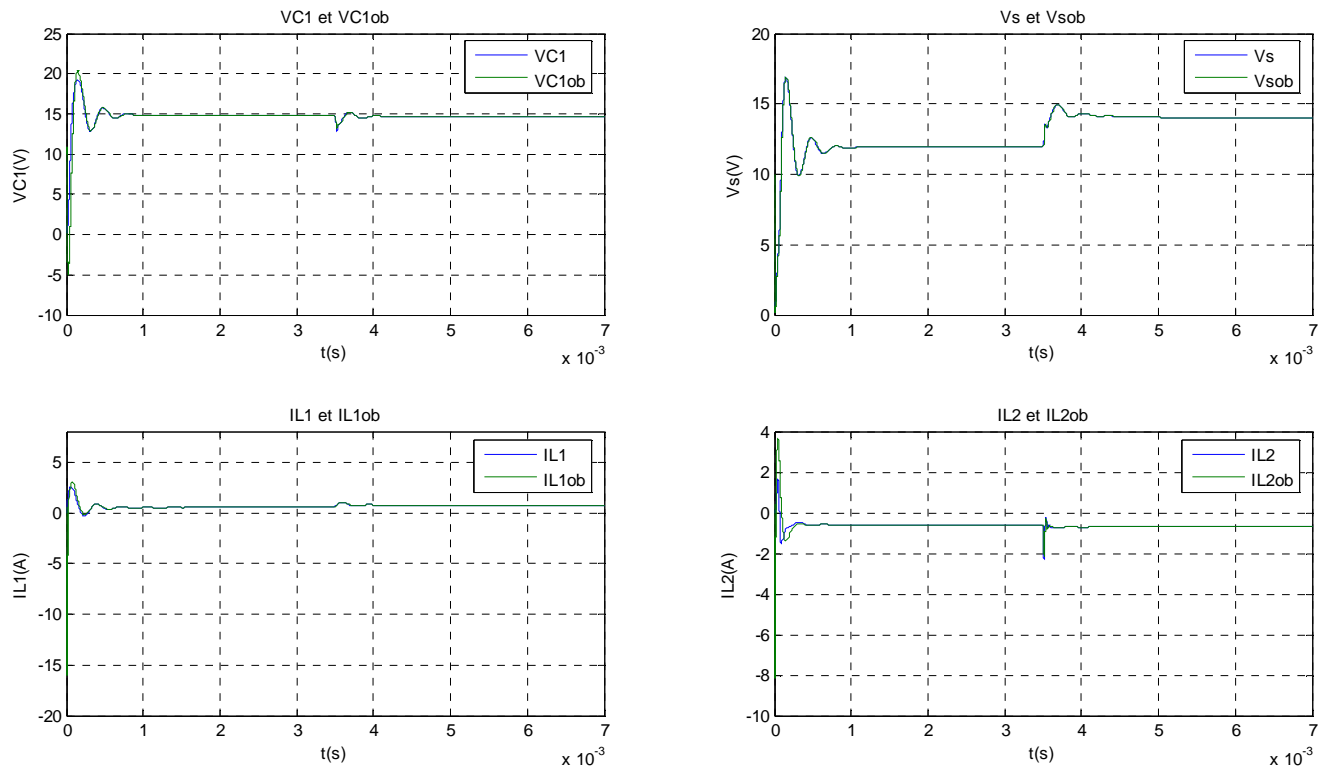 VC1 et VC1ob
25
20
15
10
5
0
-5
-10
VC1(V)
VC1
VC1ob
0 1 2 3 4 5 6 7
t(s)
x 10^-3
Vs et Vsob
20
15
10
5
0
Vs(V)
Vs
Vsob
0 1 2 3 4 5 6 7
t(s)
x 10^-3
IL1 et IL1ob
5
0
-5
-10
-15
-20
IL1(A)
IL1
IL1ob
0 1 2 3 4 5 6 7
t(s)
x 10^-3
IL2 et IL2ob
4
2
0
-2
-4
-6
-8
-10
IL2(A)
IL2
IL2ob
0 1 2 3 4 5 6 7
t(s)
x 10^-3